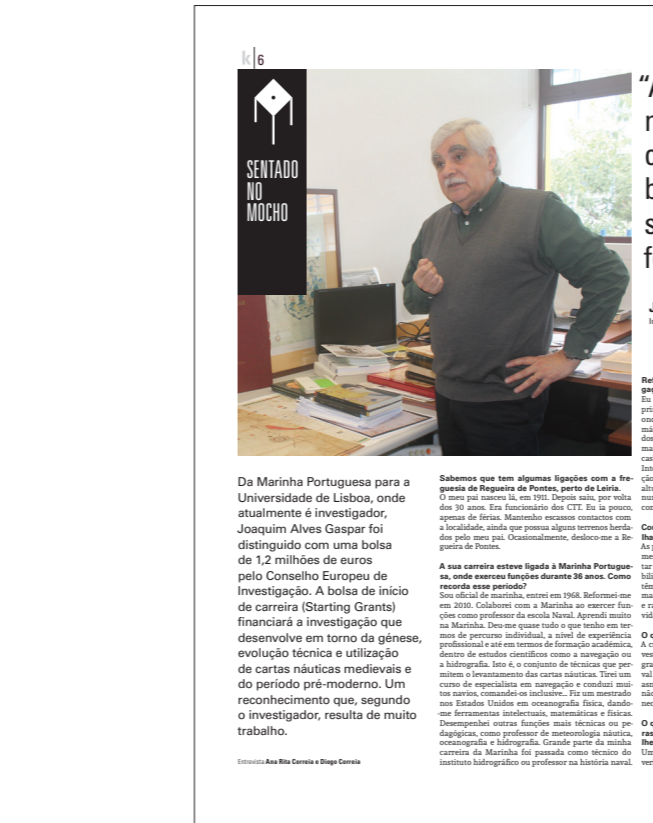 k|6
SENTADO
NO
MOCHO
Da Marinha Portuguesa para a
Universidade de Lisboa, onde
atualmente é investigador,
Joaquim Alves Gaspar foi
distinguido com uma bolsa
de 1,2 milhões de euros
pelo Conselho Europeu de
Investigação. A bolsa de início
de carreira (Starting Grants)
financiará a investigação que
desenvolve em torno da génese,
evolução técnica e utilização
de cartas náuticas medievais e
do período pré-moderno. Um
reconhecimento que, segundo
o investigador, resulta de muito
trabalho.
Entrevista Ana Rita Correia e Diogo Correia
Sabemos que tem algumas ligações com a fre-
guesia de Regueira de Pontes, perto de Leiria.
O meu pai nasceu lá, em 1911. Depois saiu, por volta
dos 30 anos. Era funcionário dos CTT. Eu ia pouco,
apenas de férias. Mantenho escassos contactos com
a localidade, ainda que possua alguns terrenos herda-
dos pelo meu pai. Ocasionalmente, desloco-me a Re-
gueira de Pontes.
A sua carreira esteve ligada à Marinha Portugue-
sa, onde exerceu funções durante 36 anos. Como
recorda esse período?
Sou oficial de marinha, entrei em 1968. Reformei-me
em 2010. Colaborei com a Marinha ao exercer fun-
ções como professor da escola Naval. Aprendi muito
na Marinha. Deu-me quase tudo o que tenho em ter-
mos de percurso individual, a nível de experiência
profissional e até em termos de formação académica,
dentro de estudos científicos como a navegação ou
a hidrografia. Isto é, o conjunto de técnicas que per-
mitem o levantamento das cartas náuticas. Tirei um
curso de especialista em navegação e conduzi mui-
tos navios, comandei-os inclusive... Fiz um mestrado
nos Estados Unidos em oceanografia física, dando-
-me ferramentas intelectuais, matemáticas e físicas.
Desempenhei outras funções mais técnicas ou pe-
dagógicas, como professor de meteorologia náutica,
oceanografia e hidrografia. Grande parte da minha
carreira da Marinha foi passada como técnico do
instituto hidrográfico ou professor na história naval.